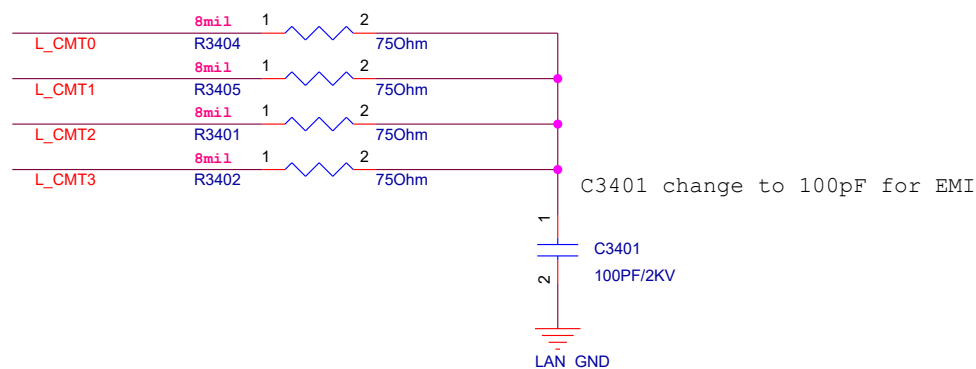 8mil 1 2
L_CMT0 R3404 75Ohm
8mil 1 2
L_CMT1 R3405 75Ohm
8mil 1 2
L_CMT2 R3401 75Ohm
8mil 1 2
L_CMT3 R3402 75Ohm
C3401 change to 100pF for EMI
1
C3401
100PF/2KV
2
LAN_GND